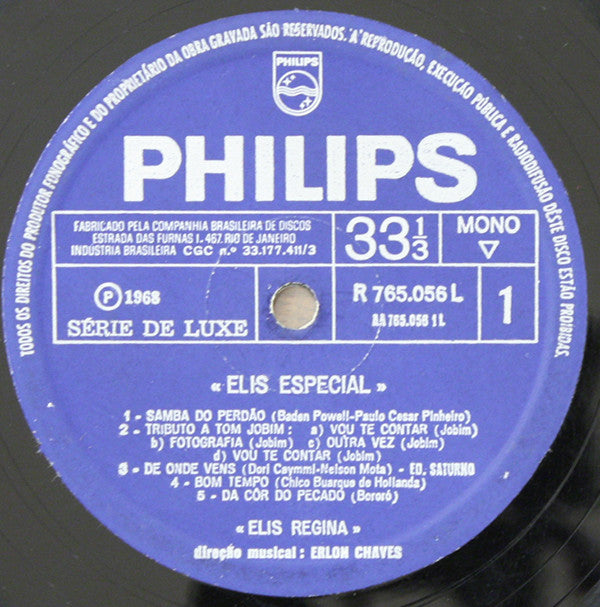 TODOS OS DIREITOS DO PRODUTOR FONOGRÁFICO E DO PROPRIETÁRIO DA OBRA GRAVADA SÃO RESERVADOS. A REPRODUÇÃO, EXECUÇÃO PÚBLICA E RADIODIFUSÃO DÊSTE DISCO ESTÃO PROIBIDAS.
PHILIPS
PHILIPS
FABRICADO PELA COMPANHIA BRASILEIRA DE DISCOS
ESTRADA DAS FURNAS 1.467. RIO DE JANEIRO
INDÚSTRIA BRASILEIRA CGC n.º 33.177.411/3
33 1/3
MONO
℗ 1968
SÉRIE DE LUXE
R 765.056 L
AA 765.056 1 L
1
« ELIS ESPECIAL »
1 - SAMBA DO PERDÃO (Baden Powell-Paulo Cesar Pinheiro)
2 - TRIBUTO A TOM JOBIM : a) VOU TE CONTAR (Jobim)
b) FOTOGRAFIA (Jobim) c) OUTRA VEZ (Jobim)
d) VOU TE CONTAR (Jobim)
3 - DE ONDE VENS (Dori Caymmi-Nelson Mota) - ED. SATURNO
4 - BOM TEMPO (Chico Buarque de Hollanda)
5 - DA CÔR DO PECADO (Bororó)
« ELIS REGINA »
direção musical : ERLON CHAVES